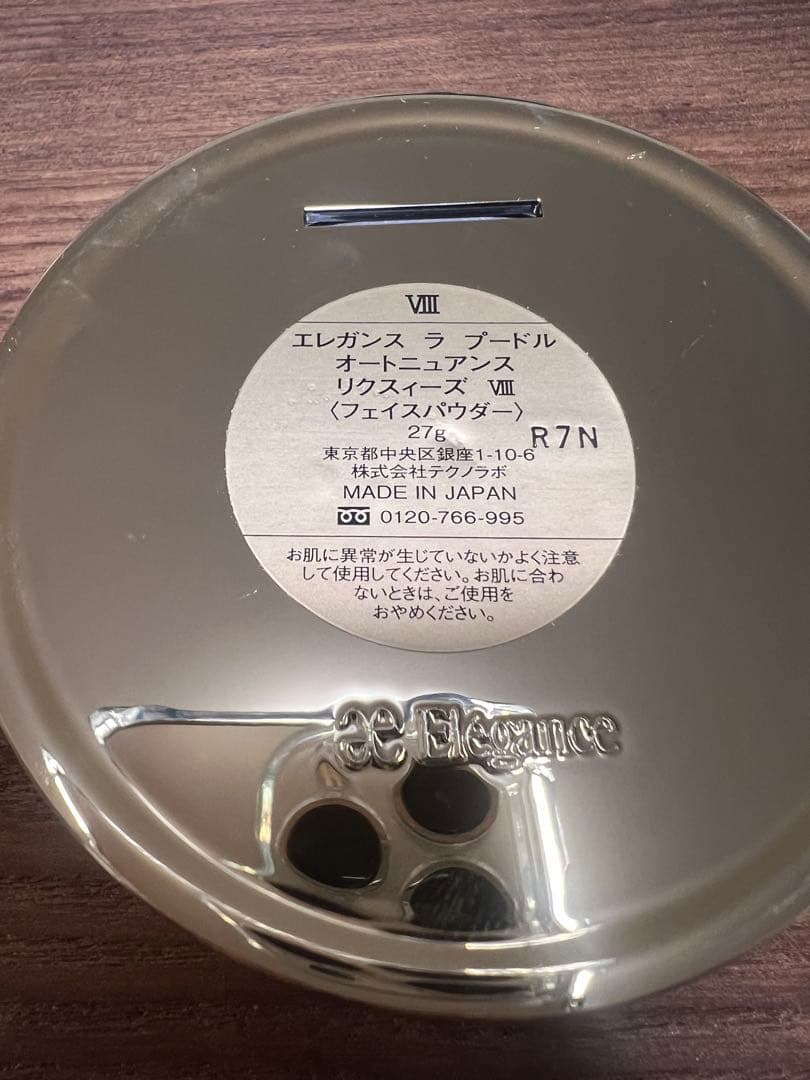 Ⅷ
エレガンス ラ プードル
オートニュアンス
リクスィーズ Ⅷ
〈フェイスパウダー〉
27g
R7N
東京都中央区銀座1-10-6
株式会社テクノラボ
MADE IN JAPAN
0120-766-995
お肌に異常が生じていないかよく注意
して使用してください。お肌に合わ
ないときは、ご使用を
おやめください。
Elégance